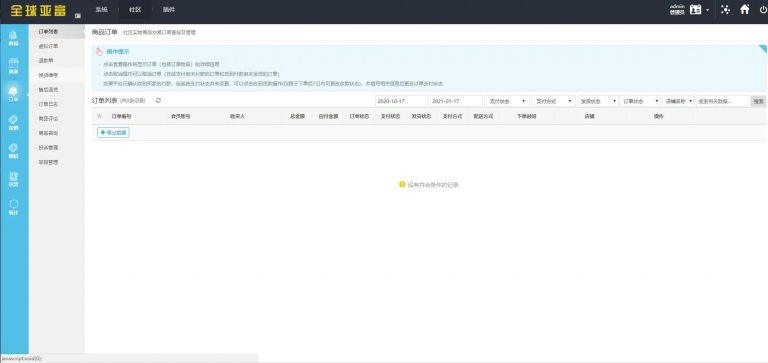 全球亚富
系统 社区 插件
admin
管理员
商品
订单
促销
统计
订单列表
虚拟订单
退款单
换货维修
售后退货
订单日志
商品评论
商品咨询
投诉管理
举报管理
商品订单 社区实物商品交易订单查询及管理
操作提示
点击查看操作将显示订单（包括订单物品）的详细信息
点击取消操作可以取消订单（在线支付但未付款的订单和货到付款但未发货的订单）
如果平台已确认收到买家的付款，但系统支付状态并未变更，可以点击收到货款操作(仅限于下单后7日内可更改收款状态)，并填写相关信息后更改订单支付状态
订单列表 (共0条记录)
2020-10-17 2021-01-17 支付状态 支付方式 发货状态 订单状态 店铺名称 搜索相关数据... 搜索
订单编号 会员账号 收货人 总金额 应付金额 订单状态 支付状态 发货状态 支付方式 配送方式 下单时间 店铺 操作
导出数据
没有符合条件的记录
javascript:void(0);